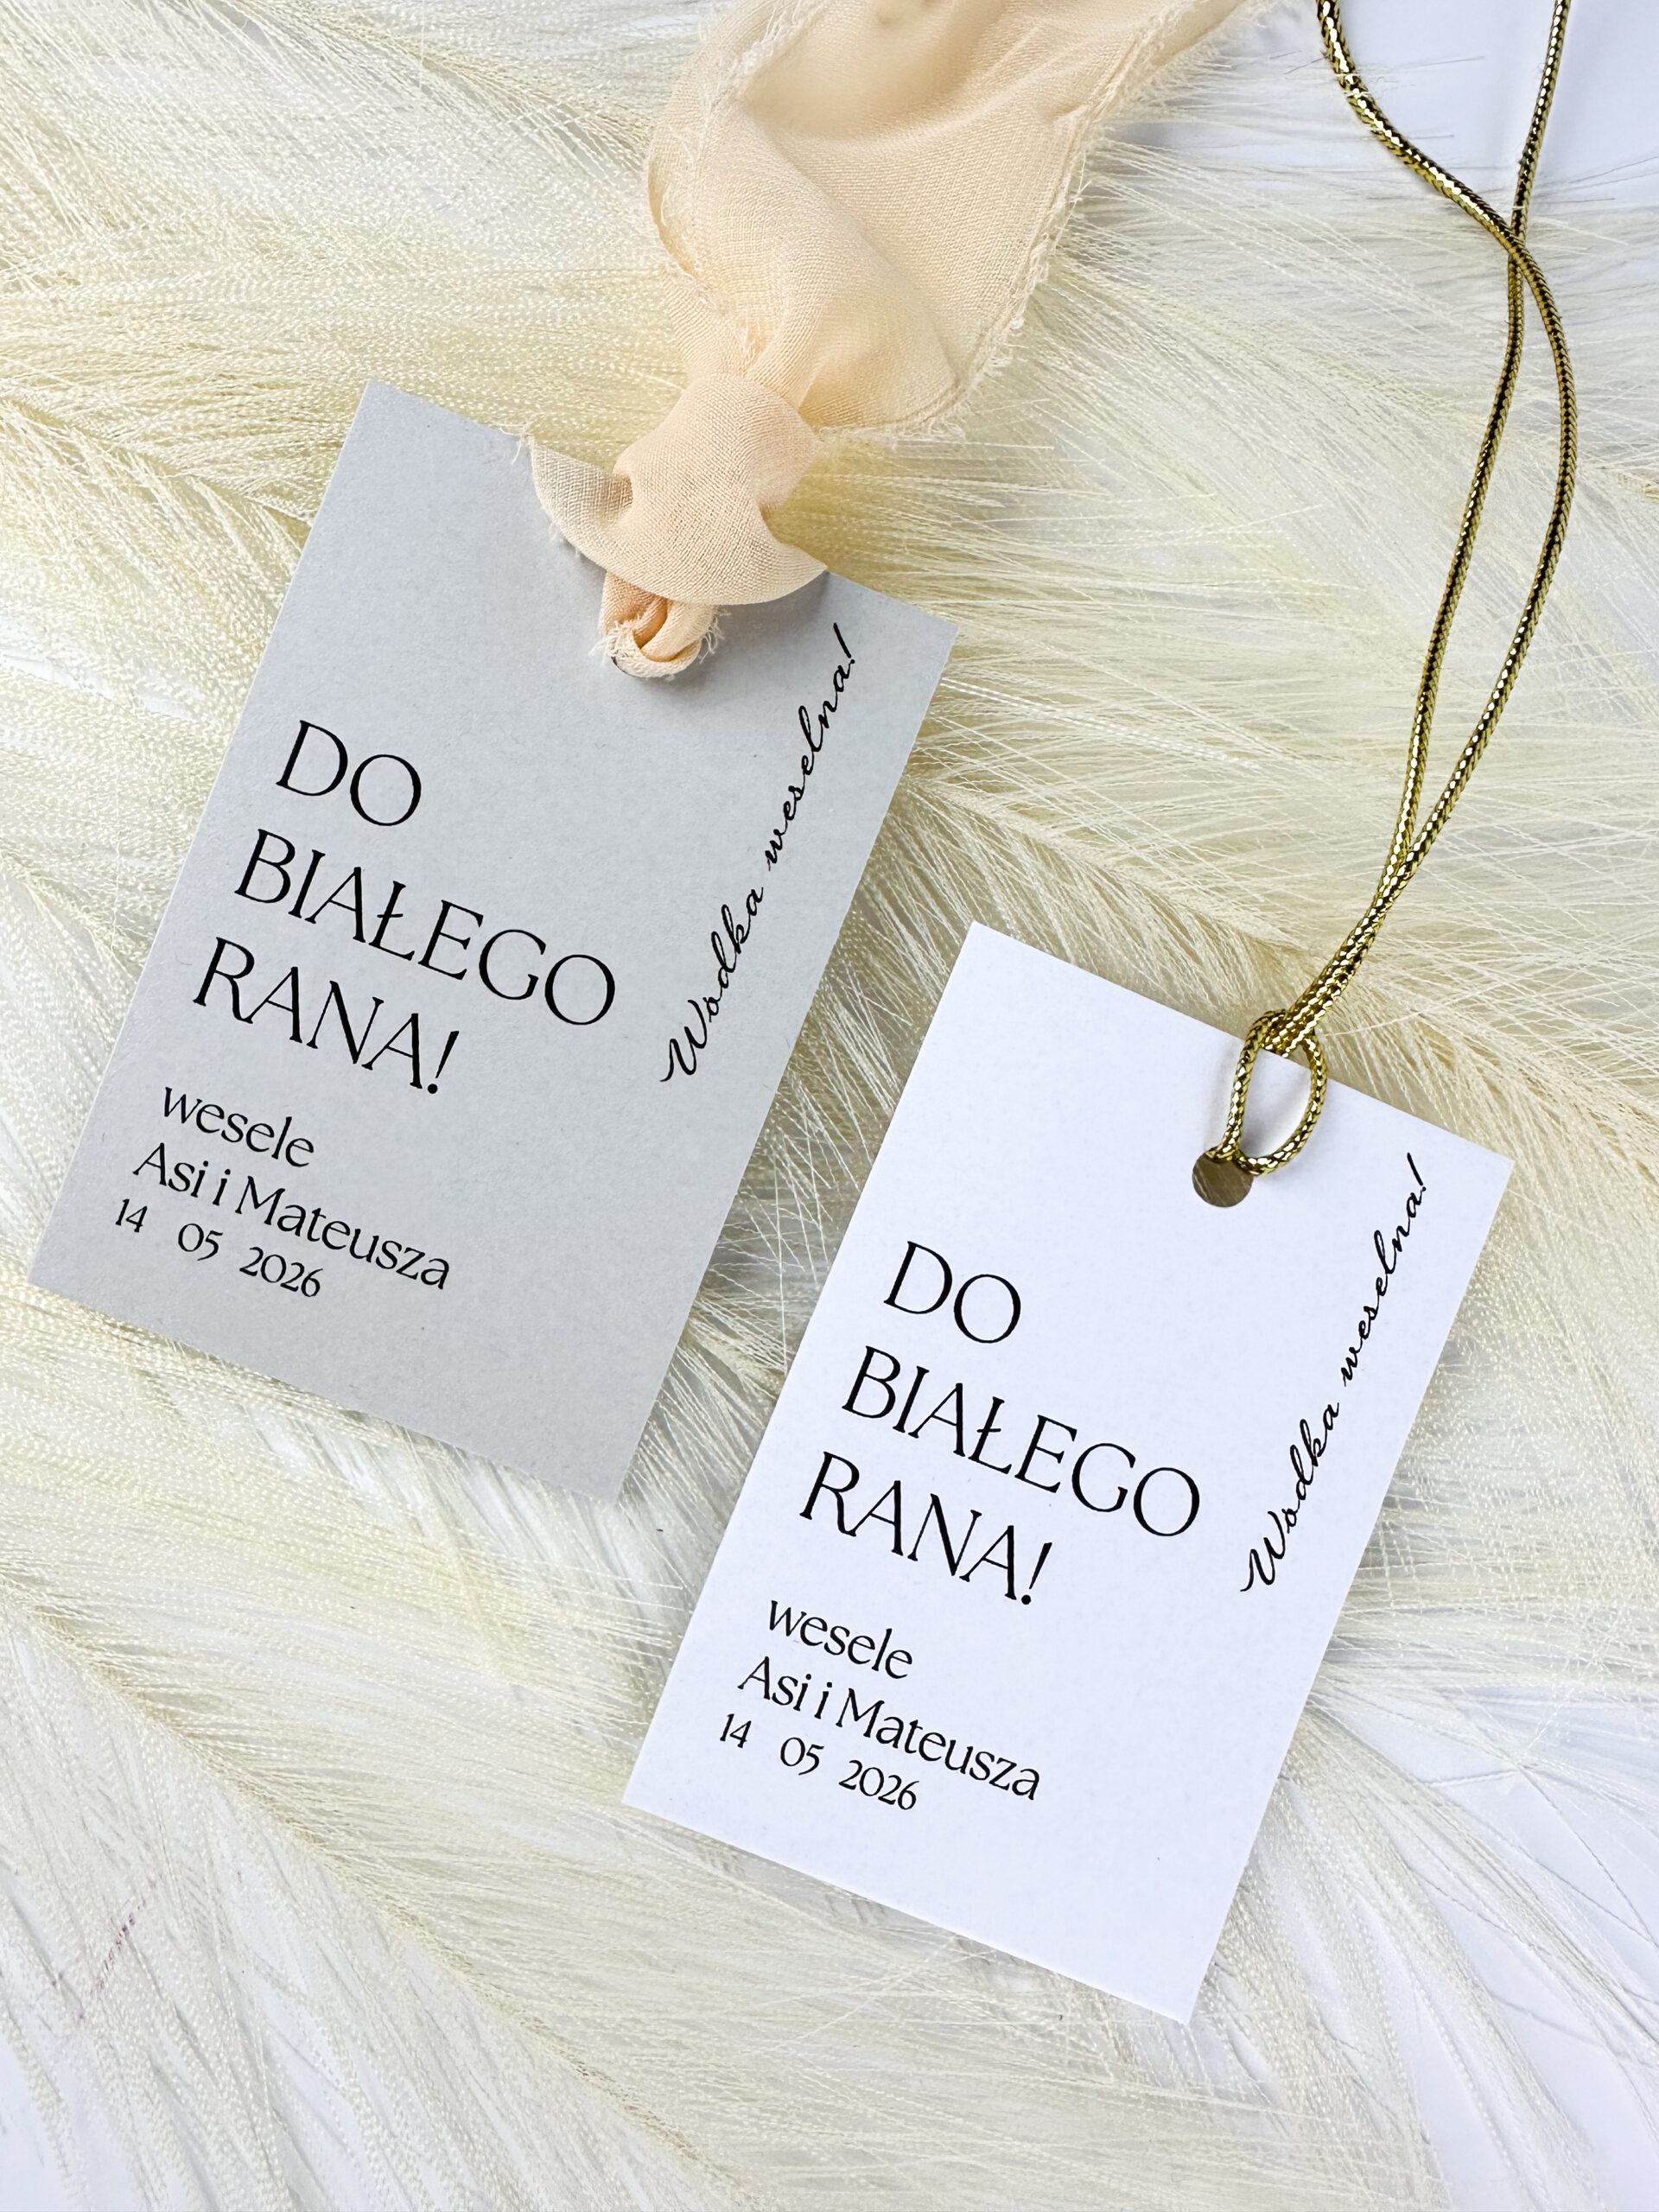 DO
BIAŁEGO
RANA!
wesele
Asi i Mateusza
14 05 2026
Wódka weselna!
DO
BIAŁEGO
RANA!
wesele
Asi i Mateusza
14 05 2026
Wódka weselna!